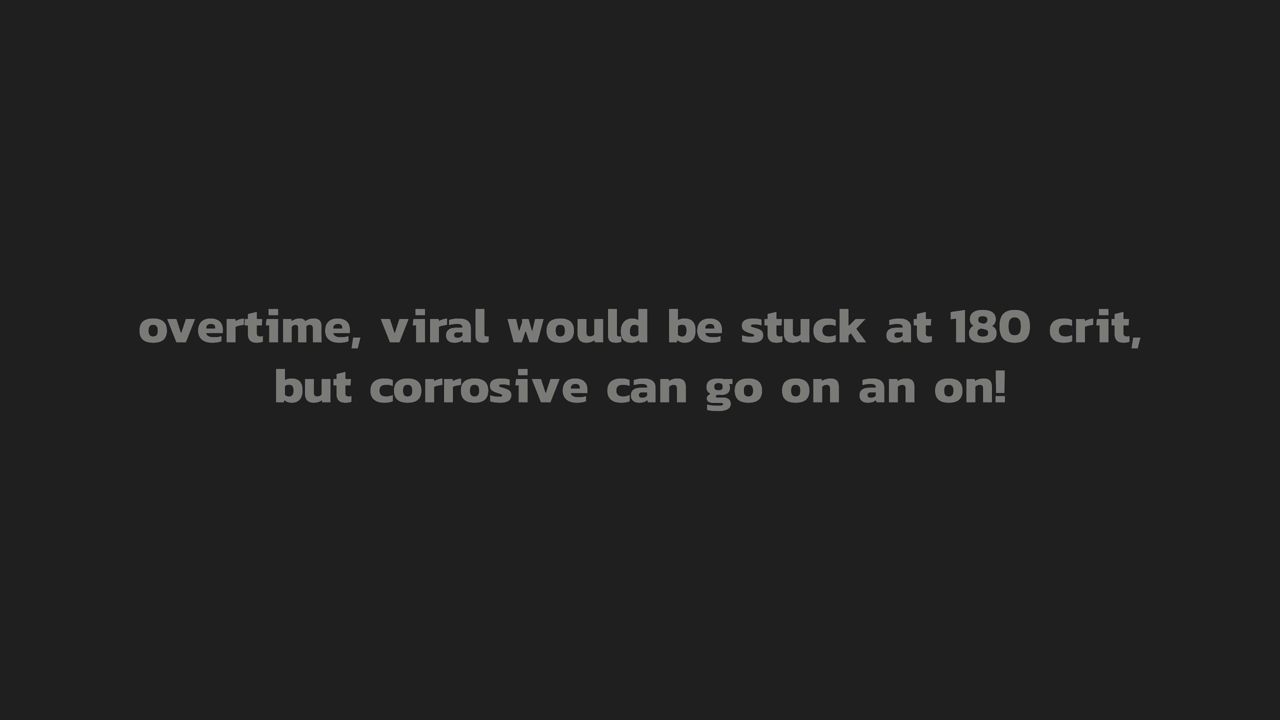 overtime, viral would be stuck at 180 crit,
but corrosive can go on an on!